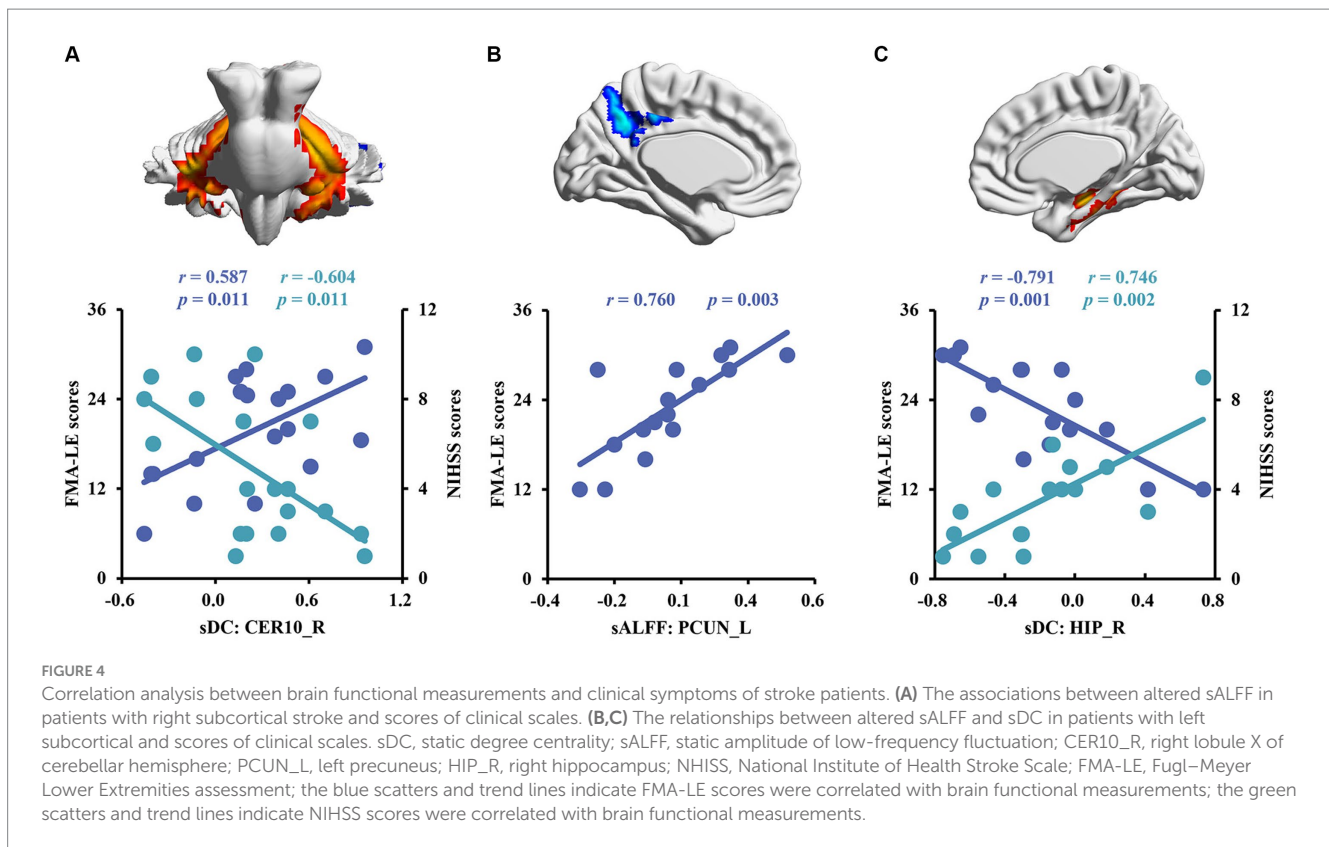 A
B
C
r = 0.587 r = -0.604
p = 0.011 p = 0.011
r = 0.760 p = 0.003
r = -0.791 r = 0.746
p = 0.001 p = 0.002
36
24
12
0
FMA-LE scores
12
8
4
0
NIHSS scores
-0.6 0.0 0.6 1.2
sDC: CER10_R
36
24
12
0
FMA-LE scores
-0.4 -0.2 0.1 0.4 0.6
sALFF: PCUN_L
36
24
12
0
FMA-LE scores
12
8
4
0
NIHSS scores
-0.8 -0.4 0.0 0.4 0.8
sDC: HIP_R
FIGURE 4
Correlation analysis between brain functional measurements and clinical symptoms of stroke patients. (A) The associations between altered sALFF in
patients with right subcortical stroke and scores of clinical scales. (B,C) The relationships between altered sALFF and sDC in patients with left
subcortical and scores of clinical scales. sDC, static degree centrality; sALFF, static amplitude of low-frequency fluctuation; CER10_R, right lobule X of
cerebellar hemisphere; PCUN_L, left precuneus; HIP_R, right hippocampus; NHISS, National Institute of Health Stroke Scale; FMA-LE, Fugl–Meyer
Lower Extremities assessment; the blue scatters and trend lines indicate FMA-LE scores were correlated with brain functional measurements; the green
scatters and trend lines indicate NIHSS scores were correlated with brain functional measurements.